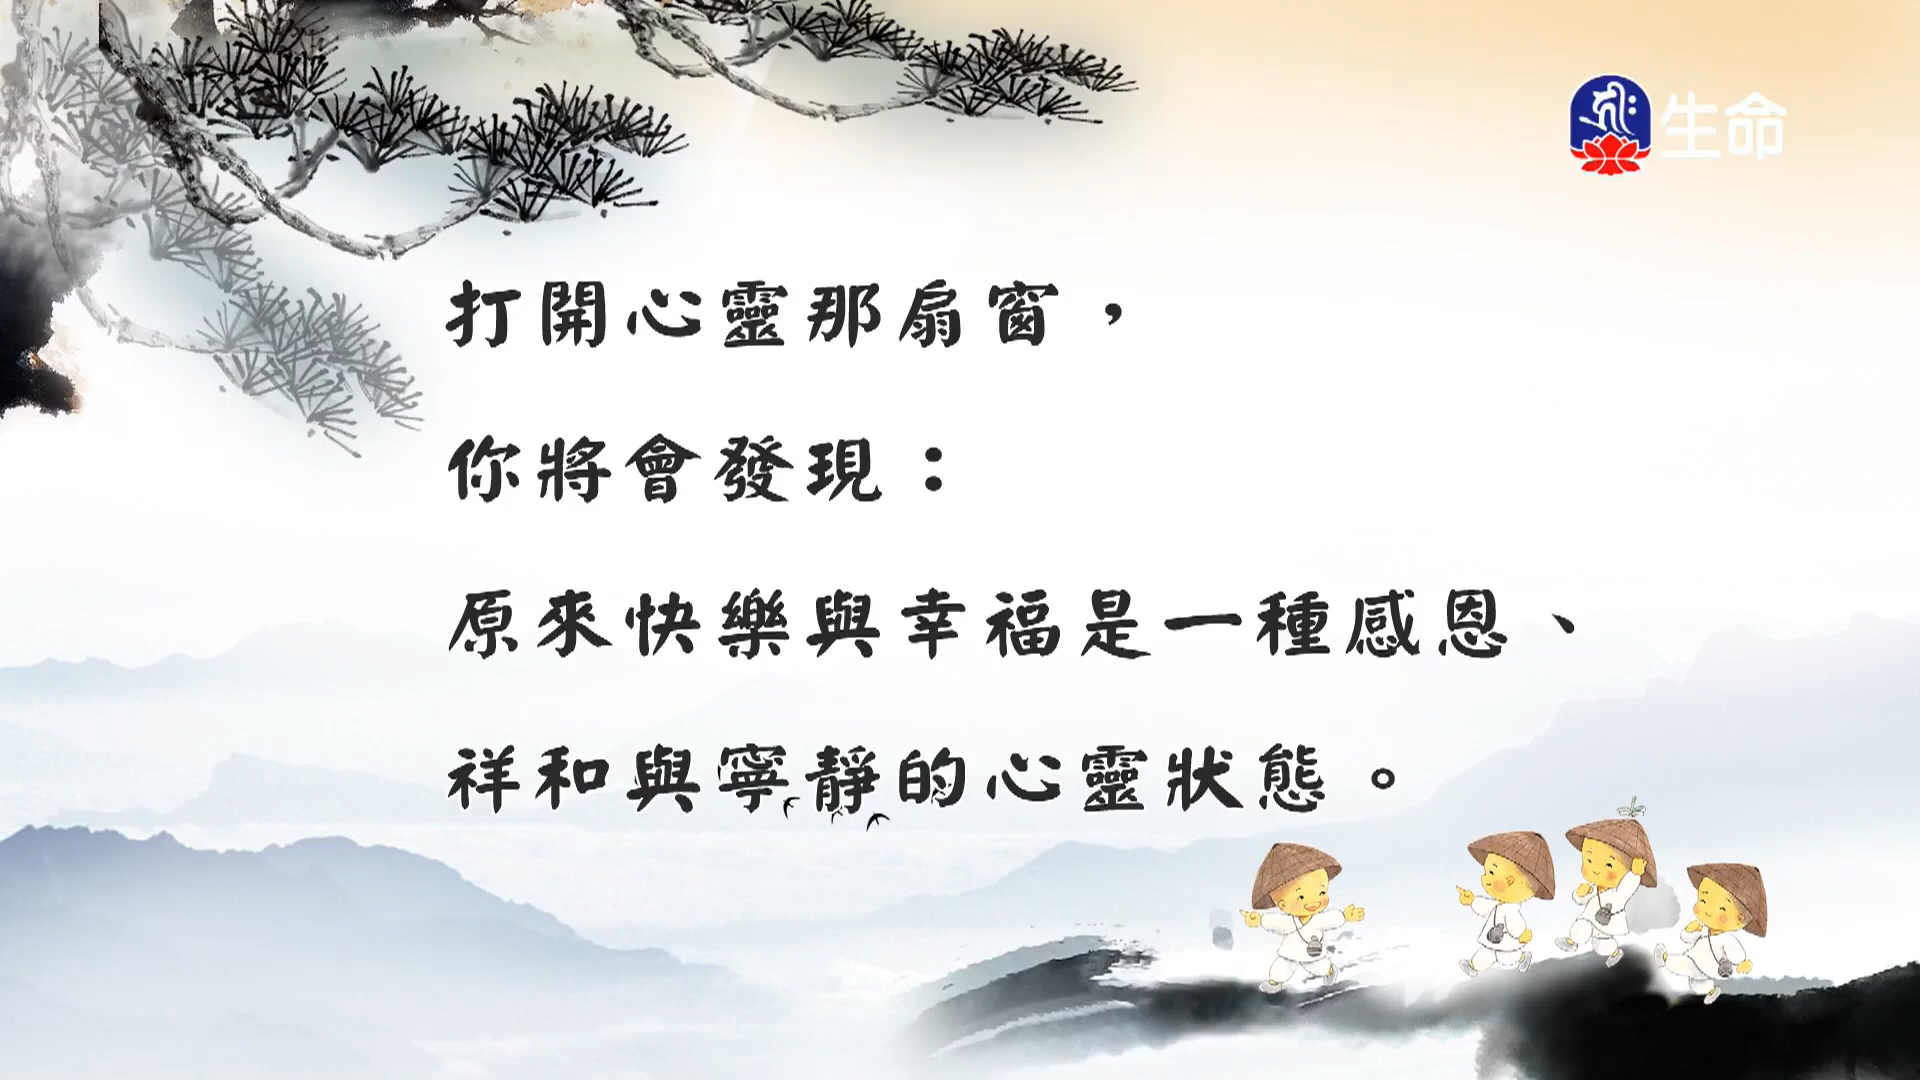 生命
打開心靈那扇窗，
你將會發現：
原來快樂與幸福是一種感恩、
祥和與寧靜的心靈狀態。